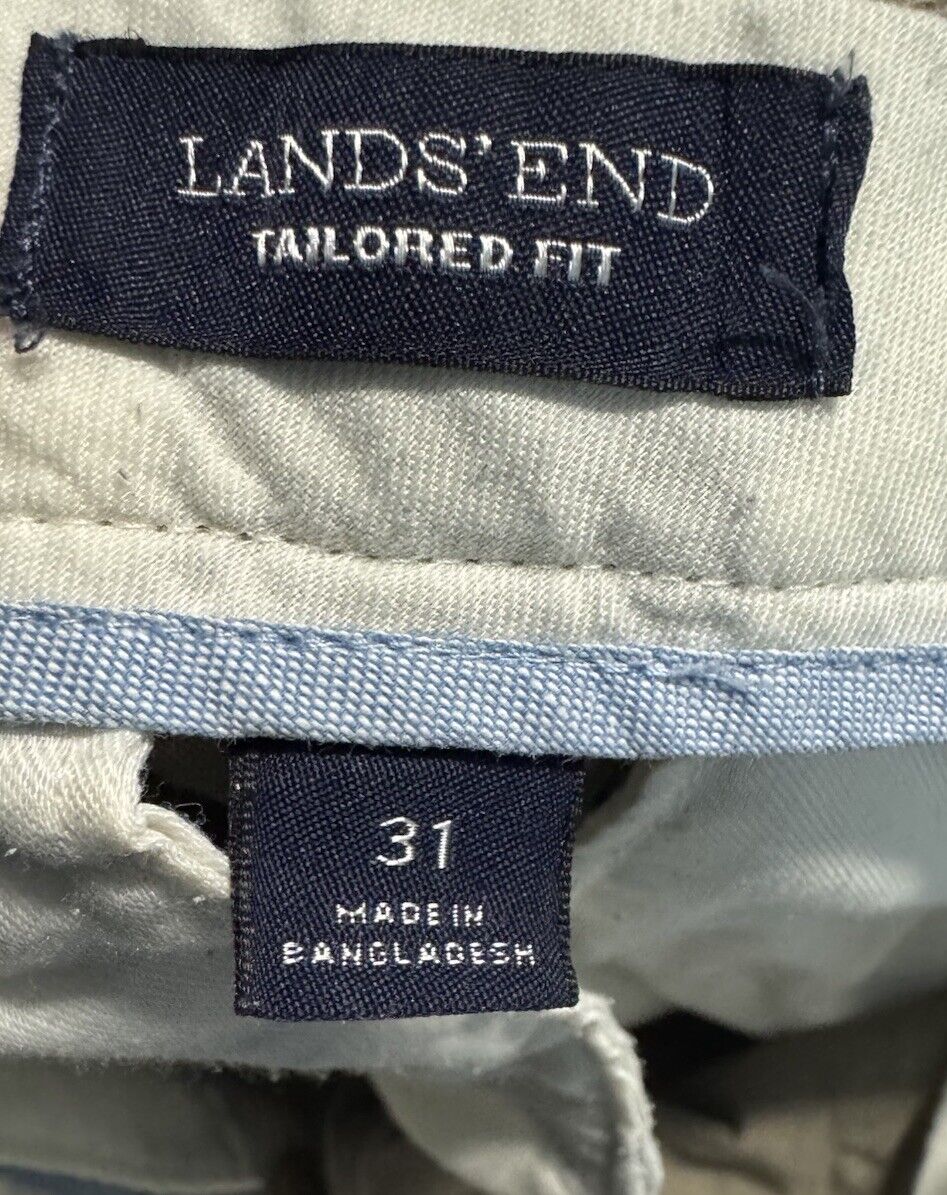 LANDS' END
TAILORED FIT
31
MADE IN
BANGLADESH